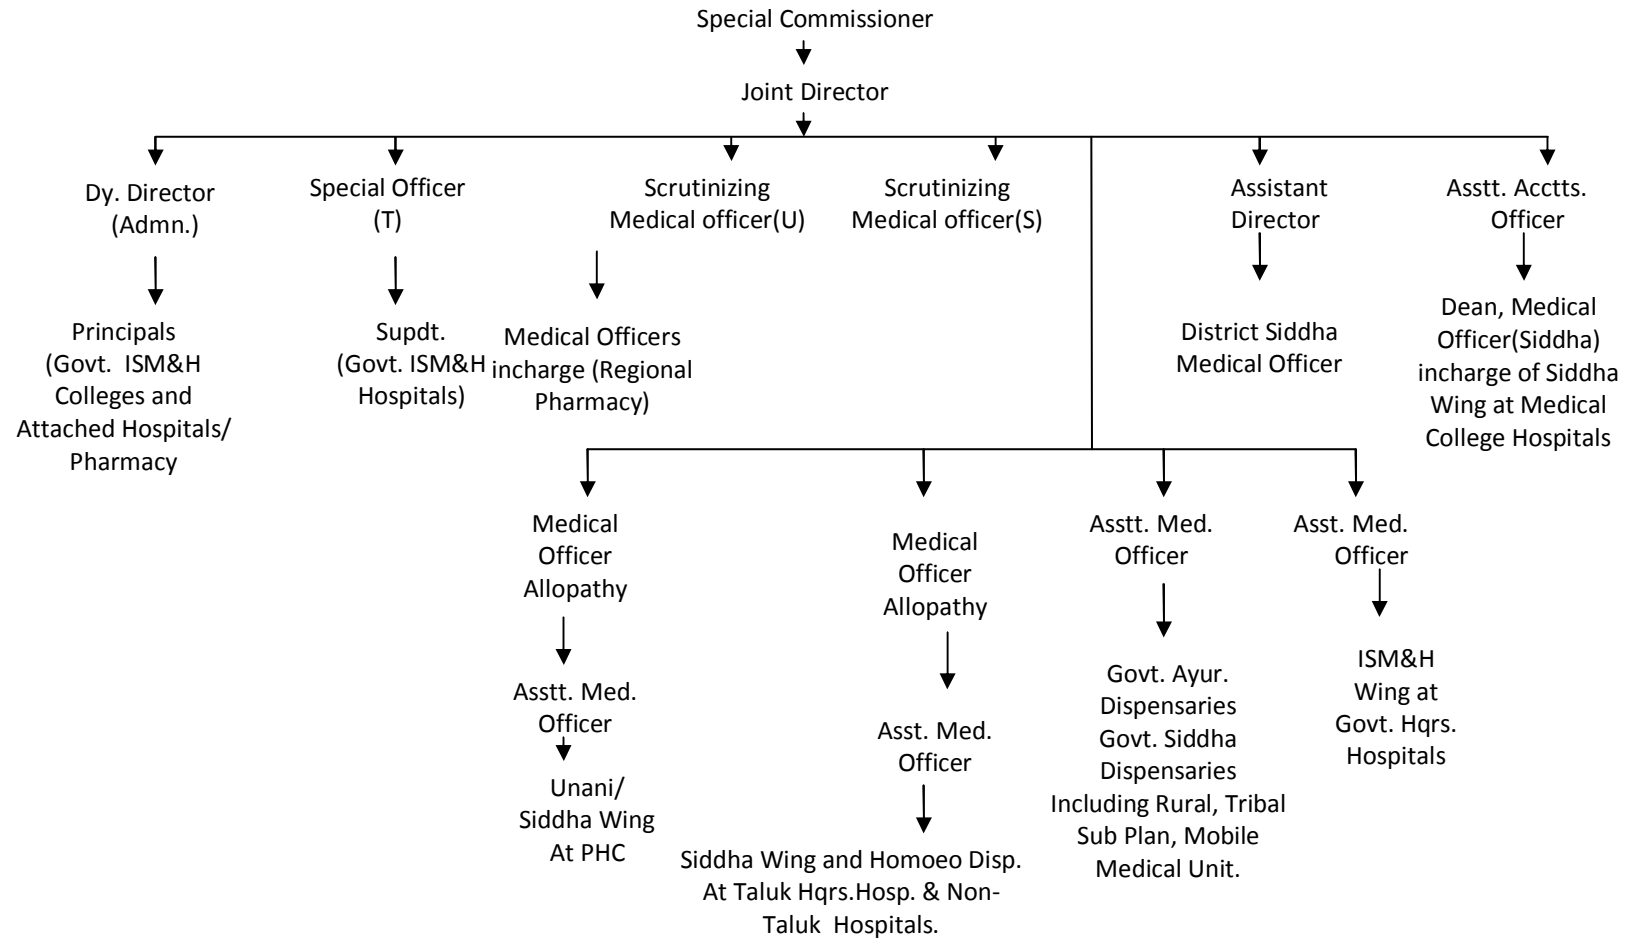 Special Commissioner
Joint Director
Dy. Director
(Admn.)
Special Officer
(T)
Scrutinizing
Medical officer(U)
Scrutinizing
Medical officer(S)
Assistant
Director
Asstt. Acctts.
Officer
Principals
(Govt. ISM&H
Colleges and
Attached Hospitals/
Pharmacy
Supdt.
(Govt. ISM&H
Hospitals)
Medical Officers
incharge (Regional
Pharmacy)
District Siddha
Medical Officer
Dean, Medical
Officer(Siddha)
incharge of Siddha
Wing at Medical
College Hospitals
Medical
Officer
Allopathy
Medical
Officer
Allopathy
Asstt. Med.
Officer
Asst. Med.
Officer
Asstt. Med.
Officer
Unani/
Siddha Wing
At PHC
Asst. Med.
Officer
Siddha Wing and Homoeo Disp.
At Taluk Hqrs.Hosp. & Non-
Taluk Hospitals.
Govt. Ayur.
Dispensaries
Govt. Siddha
Dispensaries
Including Rural, Tribal
Sub Plan, Mobile
Medical Unit.
ISM&H
Wing at
Govt. Hqrs.
Hospitals